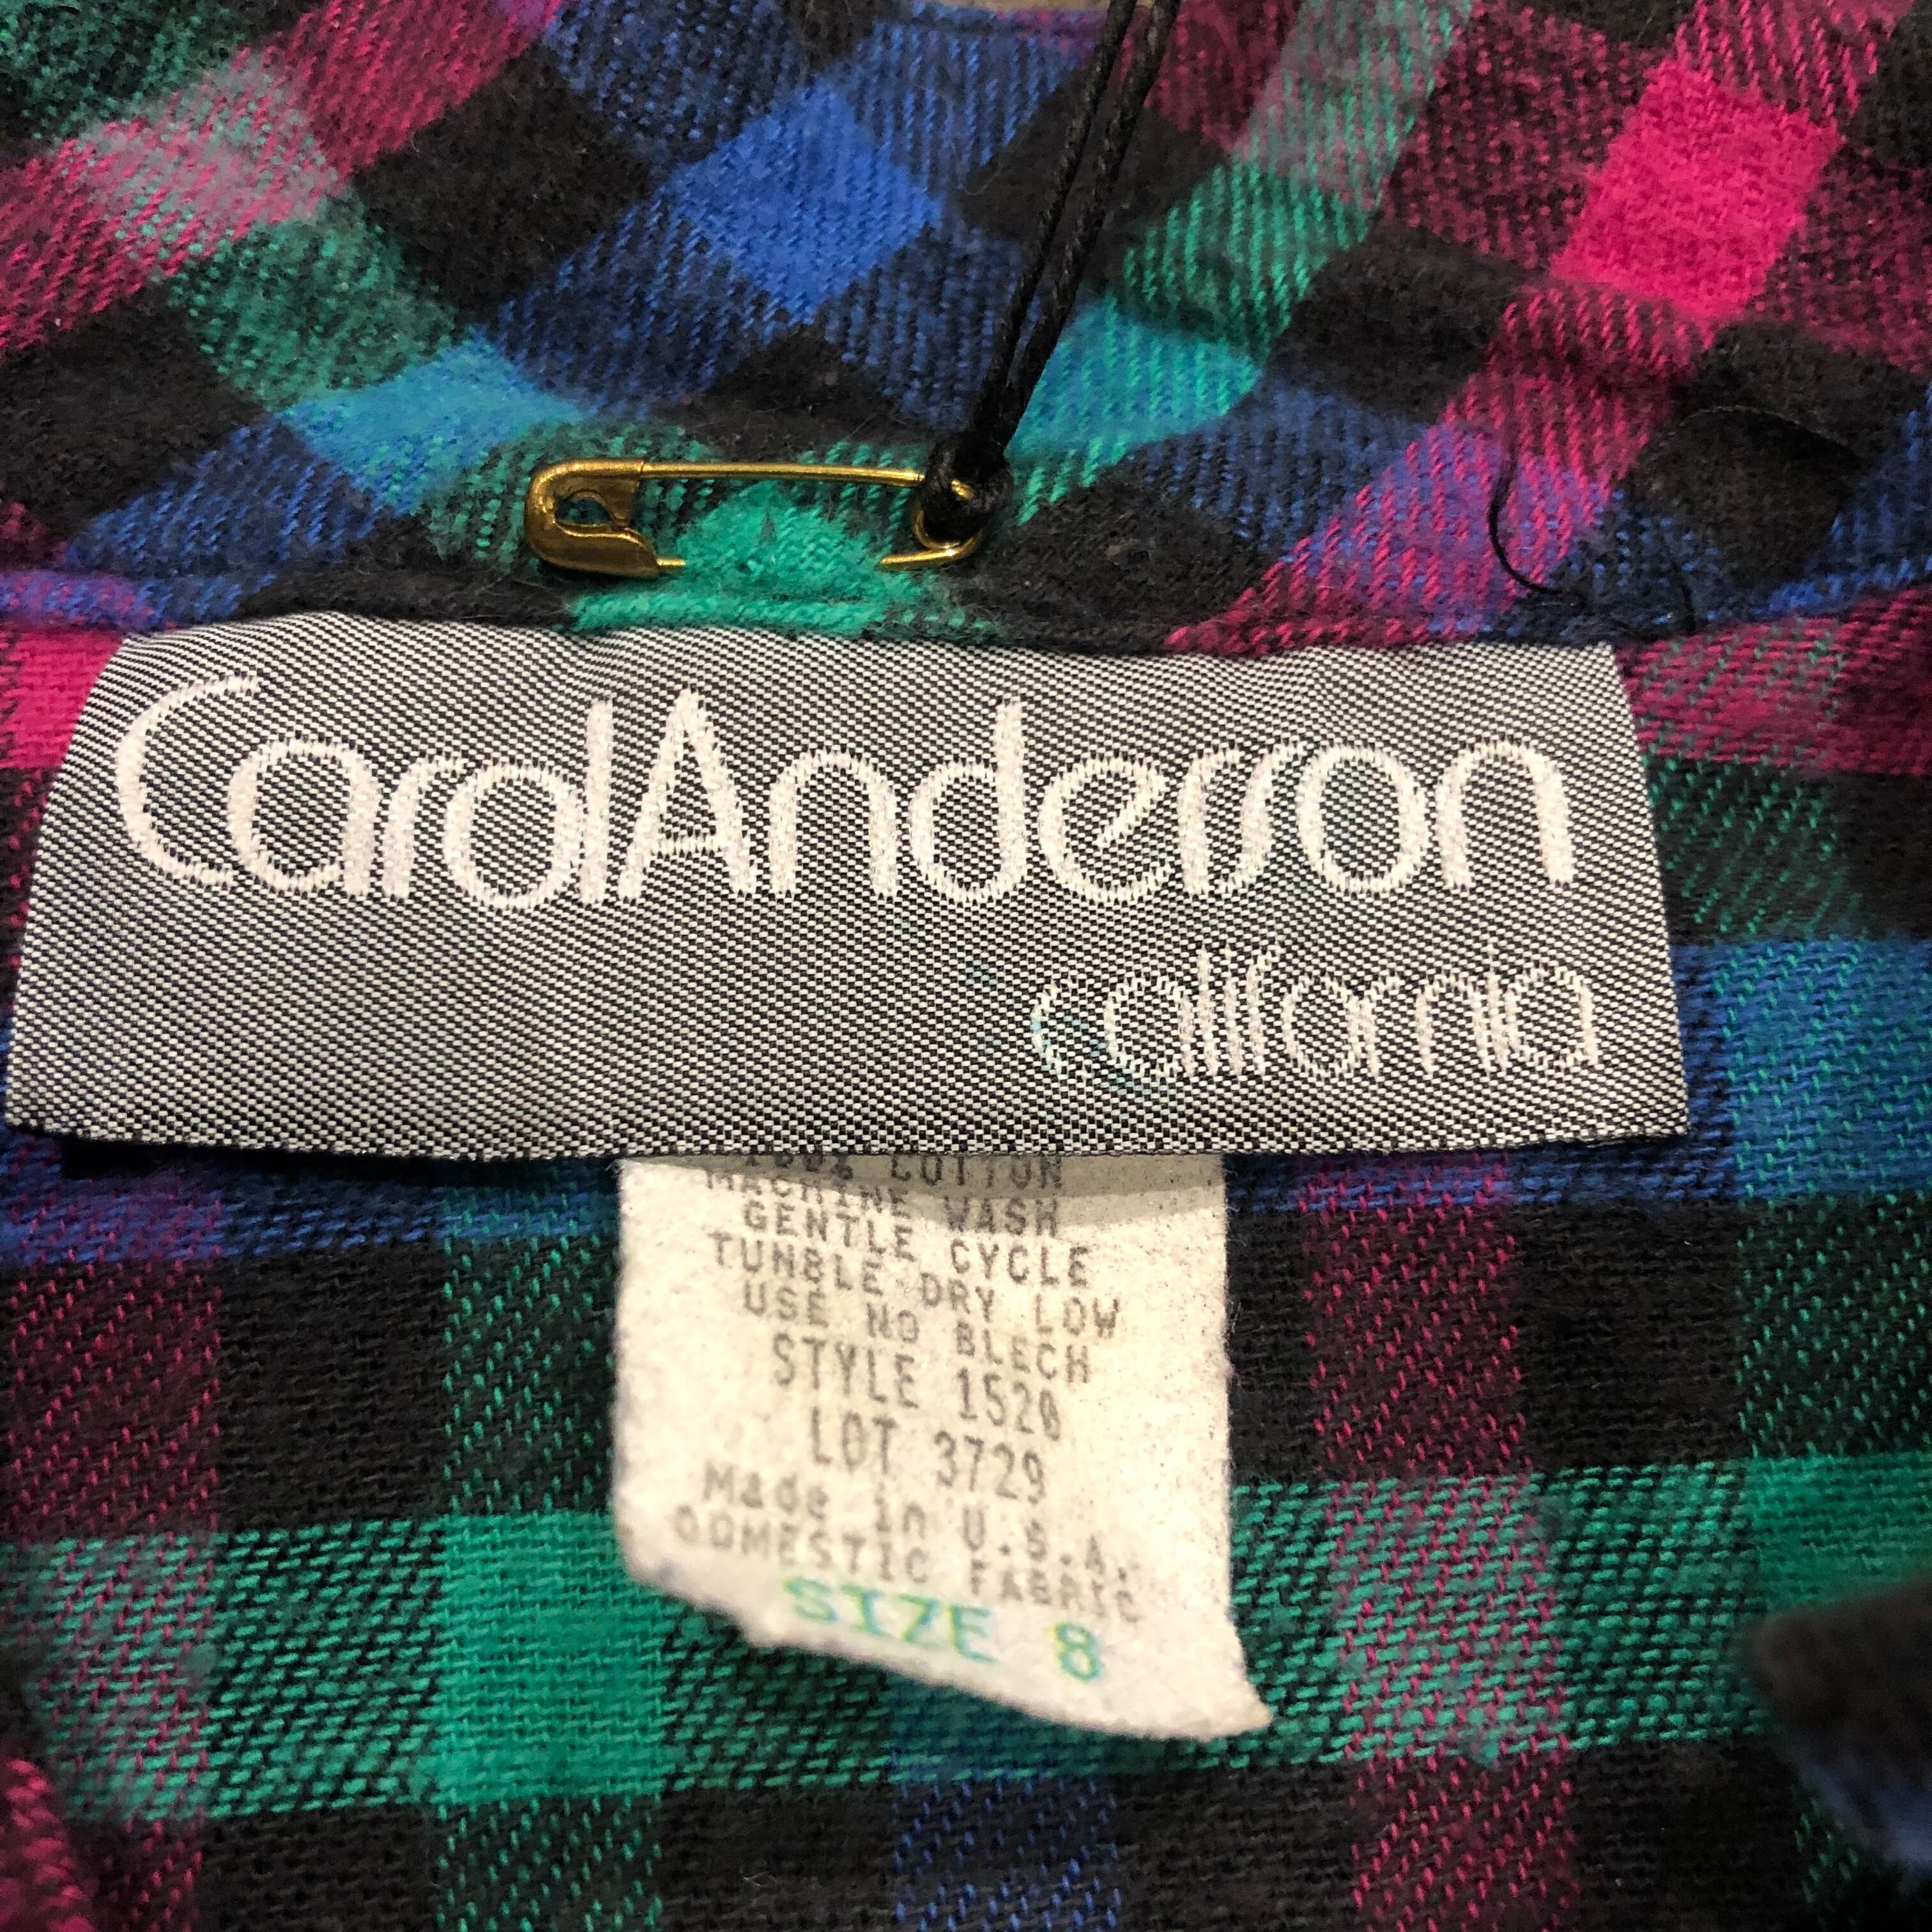 CarolAnderson
california
100% COTTON
MACHINE WASH
GENTLE CYCLE
TUNBLE DRY LOW
USE NO BLECH
STYLE 1520
LOT 3729
Made in U.S.A.
DOMESTIC FABRIC
SIZE 8